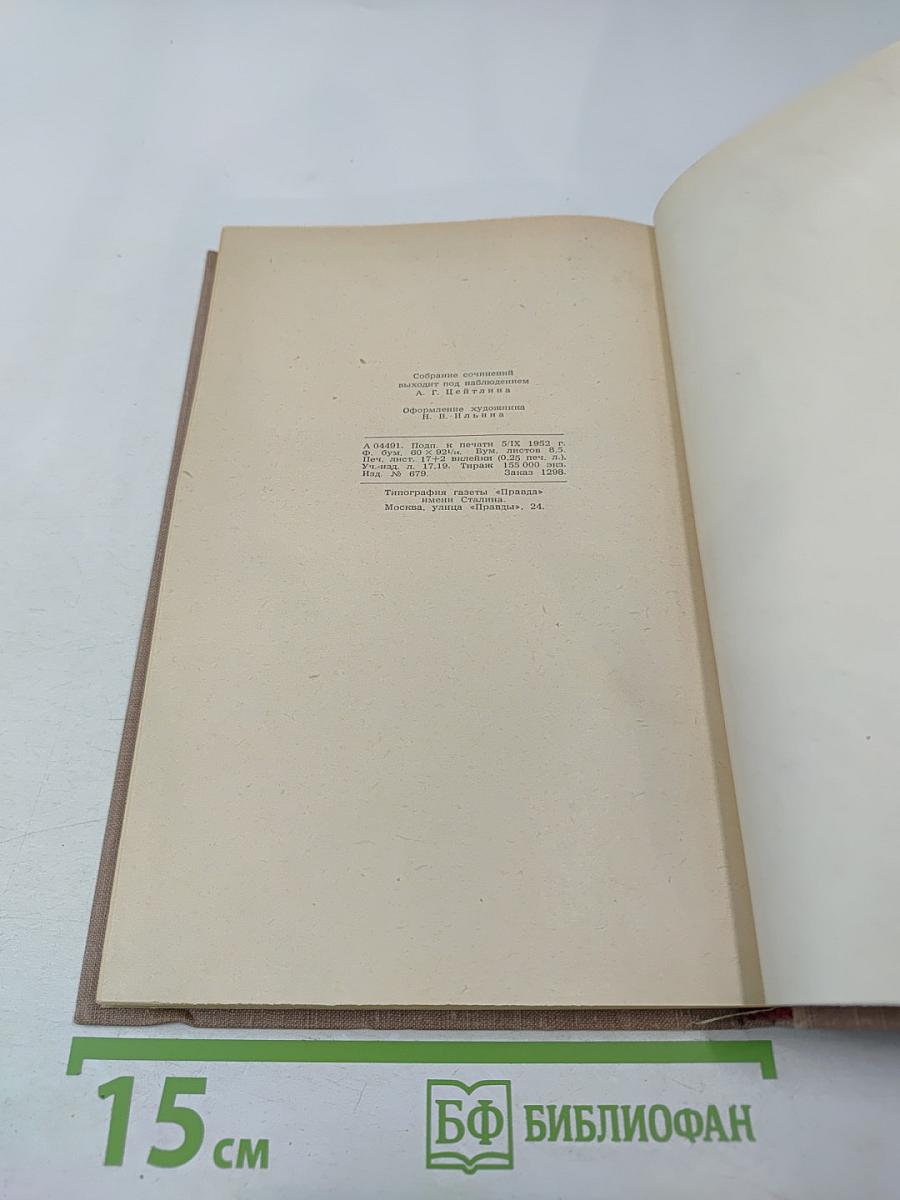 Собрание сочинений
выходит под наблюдением
А. Г. Цейтлина
Оформление художника
Н. В. Ильина
А 04491. Подп. к печати 5/IX 1952 г.
Ф. бум. 60 × 92¹/₁₆. Бум. листов 8,5.
Печ. лист. 17+2 вклейки (0,25 печ. л.).
Уч.-изд. л. 17,19. Тираж 155 000 экз.
Изд. № 679. Заказ 1298.
Типография газеты «Правда»
имени Сталина.
Москва, улица «Правды», 24.
15 см
БФ БИБЛИОФАН